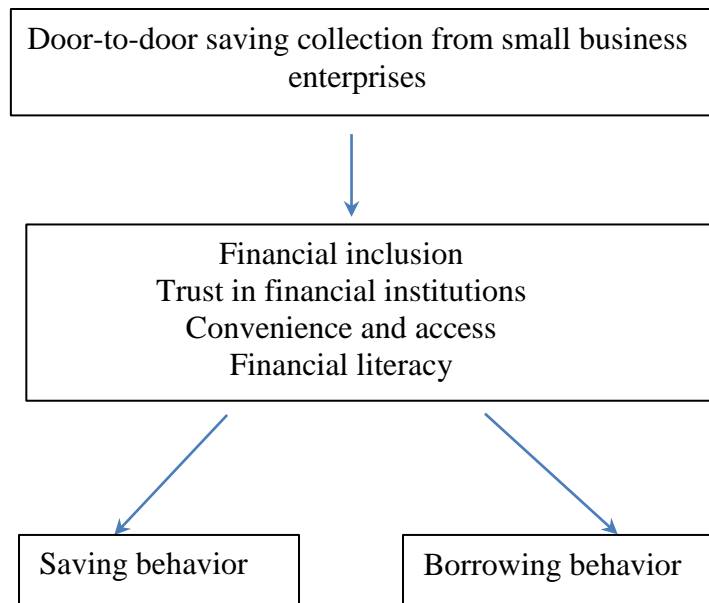 Door-to-door saving collection from small business
enterprises
Financial inclusion
Trust in financial institutions
Convenience and access
Financial literacy
Saving behavior
Borrowing behavior